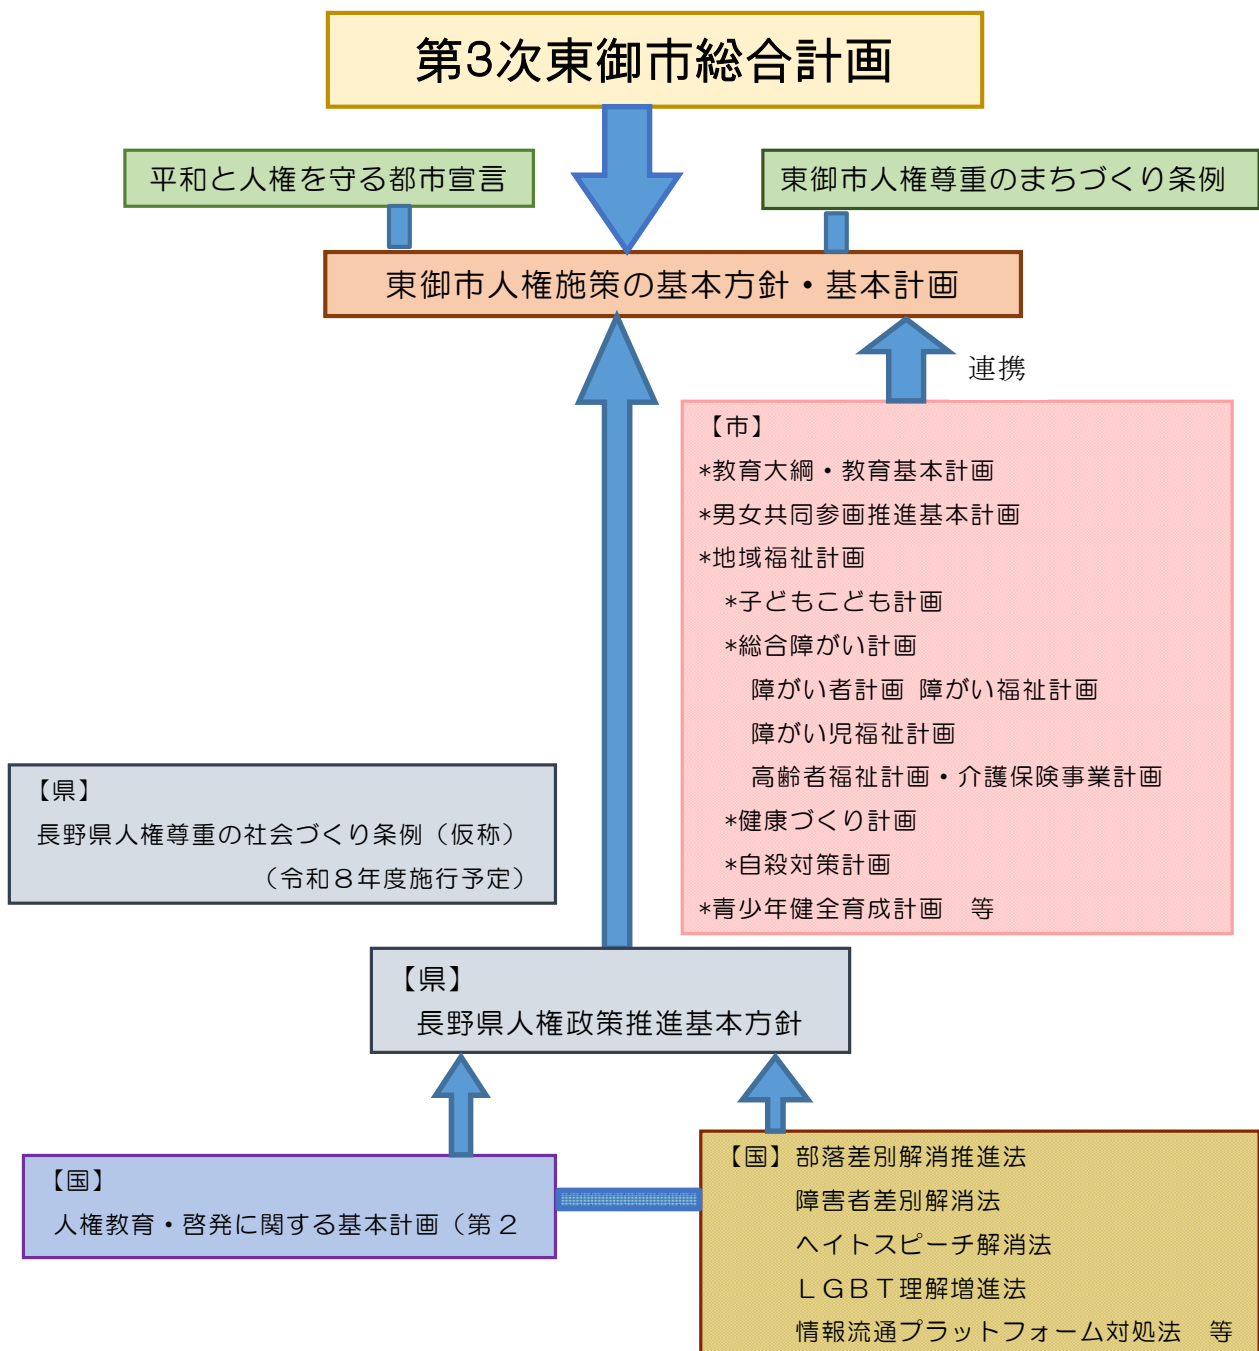 第3次東御市総合計画
平和と人権を守る都市宣言
東御市人権尊重のまちづくり条例
東御市人権施策の基本方針・基本計画
連携
【市】
*教育大綱・教育基本計画
*男女共同参画推進基本計画
*地域福祉計画
*子どもこども計画
*総合障がい計画
障がい者計画 障がい福祉計画
障がい児福祉計画
高齢者福祉計画・介護保険事業計画
*健康づくり計画
*自殺対策計画
*青少年健全育成計画　等
【県】
長野県人権尊重の社会づくり条例（仮称）
（令和８年度施行予定）
【県】
長野県人権政策推進基本方針
【国】
人権教育・啓発に関する基本計画（第２
【国】部落差別解消推進法
障害者差別解消法
ヘイトスピーチ解消法
ＬＧＢＴ理解増進法
情報流通プラットフォーム対処法　等